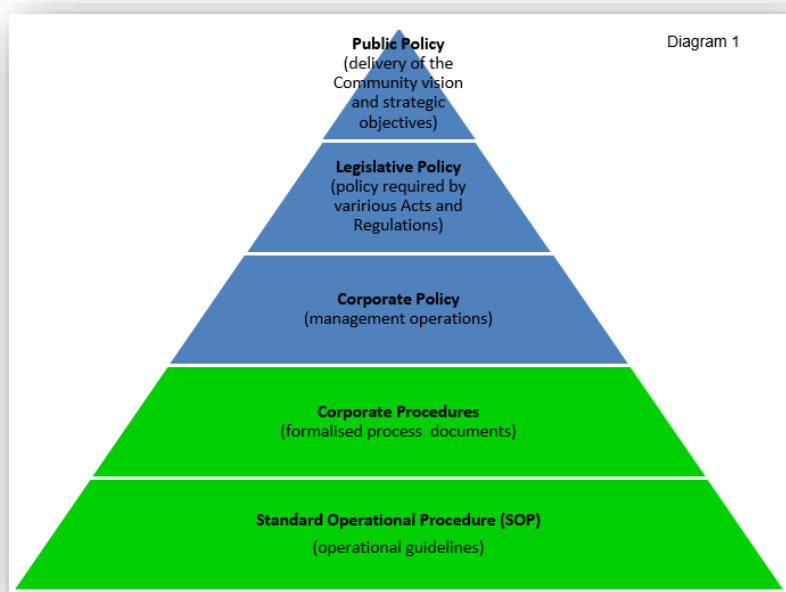 Diagram 1
Public Policy
(delivery of the
Community vision
and strategic
objectives)
Legislative Policy
(policy required by
varirious Acts and
Regulations)
Corporate Policy
(management operations)
Corporate Procedures
(formalised process documents)
Standard Operational Procedure (SOP)
(operational guidelines)